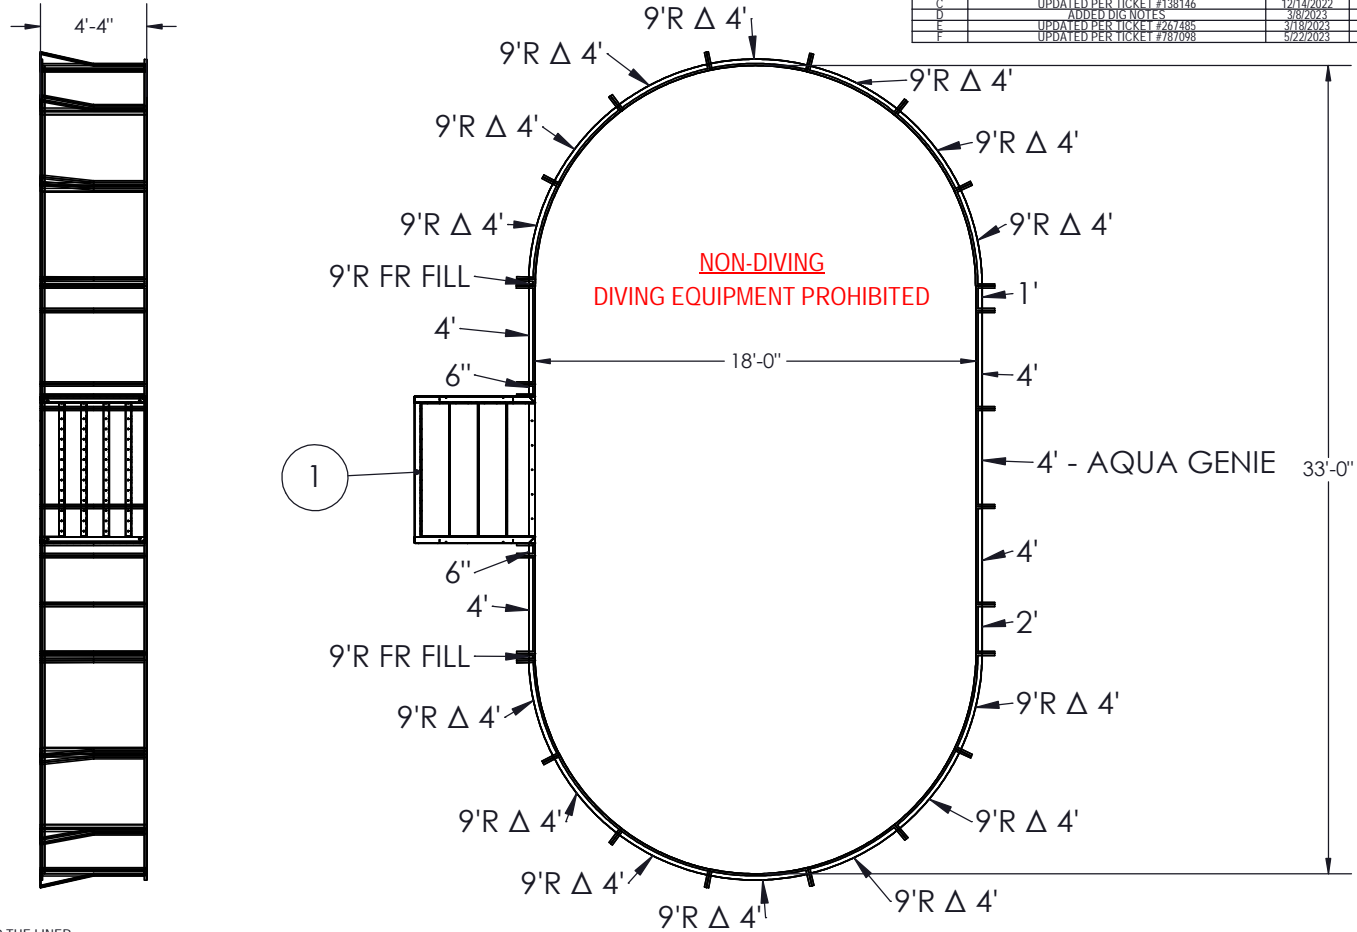 C UPDATED PER TICKET #138146 12/14/2022
D ADDED DIG NOTES 3/8/2023
E UPDATED PER TICKET #267485 3/18/2023
F UPDATED PER TICKET #787098 5/22/2023
4'-4"
9'R Δ 4'
9'R Δ 4'
9'R Δ 4'
9'R Δ 4'
9'R Δ 4'
9'R Δ 4'
9'R Δ 4'
9'R FR FILL
NON-DIVING
DIVING EQUIPMENT PROHIBITED
1'
4'
18'-0"
6"
4'
1
4' - AQUA GENIE
33'-0"
6"
4'
4'
2'
9'R FR FILL
9'R Δ 4'
9'R Δ 4'
9'R Δ 4'
9'R Δ 4'
9'R Δ 4'
9'R Δ 4'
9'R Δ 4'
THE LINER